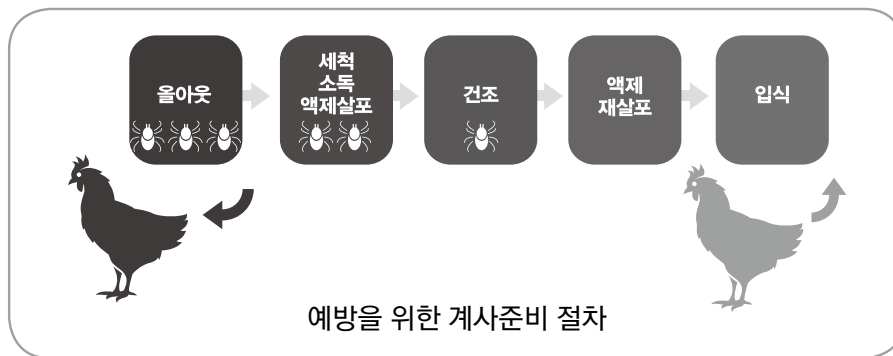 올아웃
세척
소독
액제살포
건조
액제
재살포
입식
예방을 위한 계사준비 절차